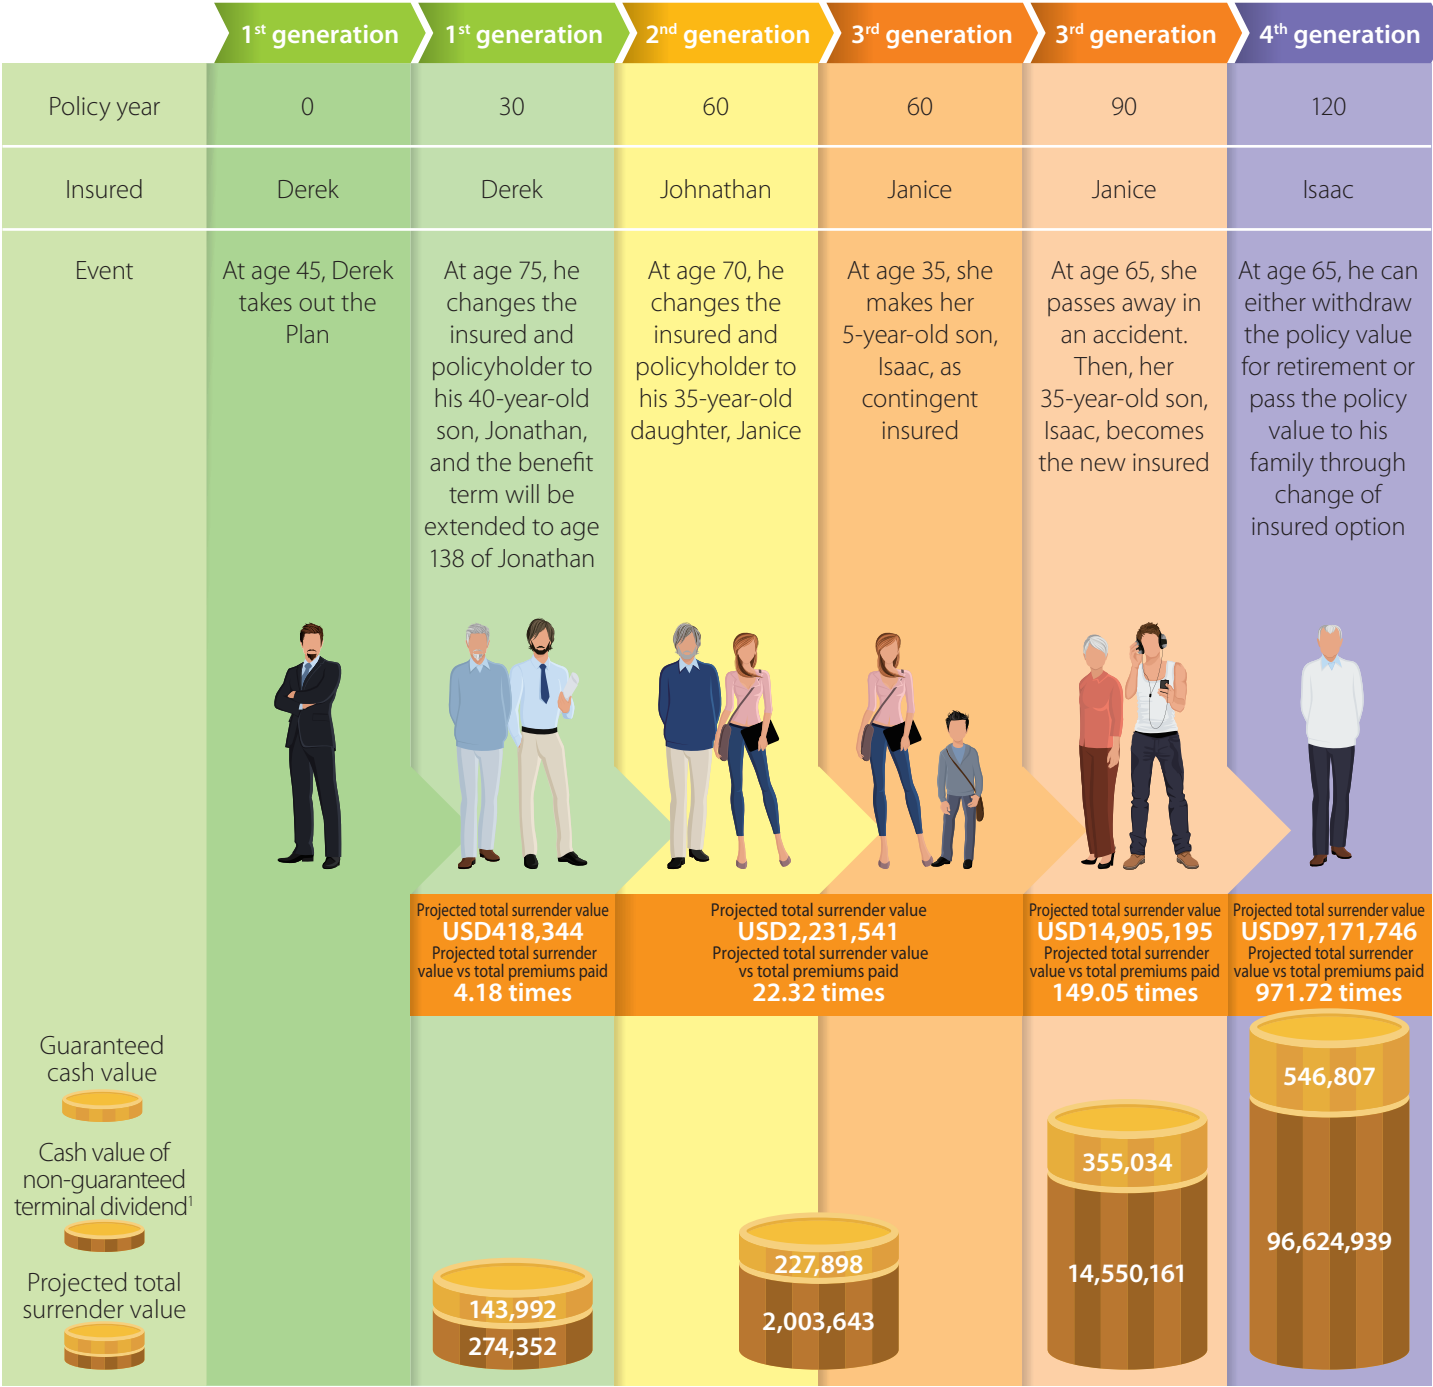 1st generation
1st generation
2nd generation
3rd generation
3rd generation
4th generation
Policy year
0
30
60
60
90
120
Insured
Derek
Derek
Johnathan
Janice
Janice
Isaac
Event
At age 45, Derek
takes out the
Plan
At age 75, he
changes the
insured and
policyholder to
his 40-year-old
son, Jonathan,
and the benefit
term will be
extended to age
138 of Jonathan
At age 70, he
changes the
insured and
policyholder to
his 35-year-old
daughter, Janice
At age 35, she
makes her
5-year-old son,
Isaac, as
contingent
insured
At age 65, she
passes away in
an accident.
Then, her
35-year-old son,
Isaac, becomes
the new insured
At age 65, he can
either withdraw
the policy value
for retirement or
pass the policy
value to his
family through
change of
insured option
Projected total surrender value
USD418,344
Projected total surrender
value vs total premiums paid
4.18 times
Projected total surrender value
USD2,231,541
Projected total surrender value
vs total premiums paid
22.32 times
Projected total surrender value
USD14,905,195
Projected total surrender
value vs total premiums paid
149.05 times
Projected total surrender value
USD97,171,746
Projected total surrender
value vs total premiums paid
971.72 times
Guaranteed
cash value
Cash value of
non-guaranteed
terminal dividend1
Projected total
surrender value
143,992
274,352
227,898
2,003,643
355,034
14,550,161
546,807
96,624,939